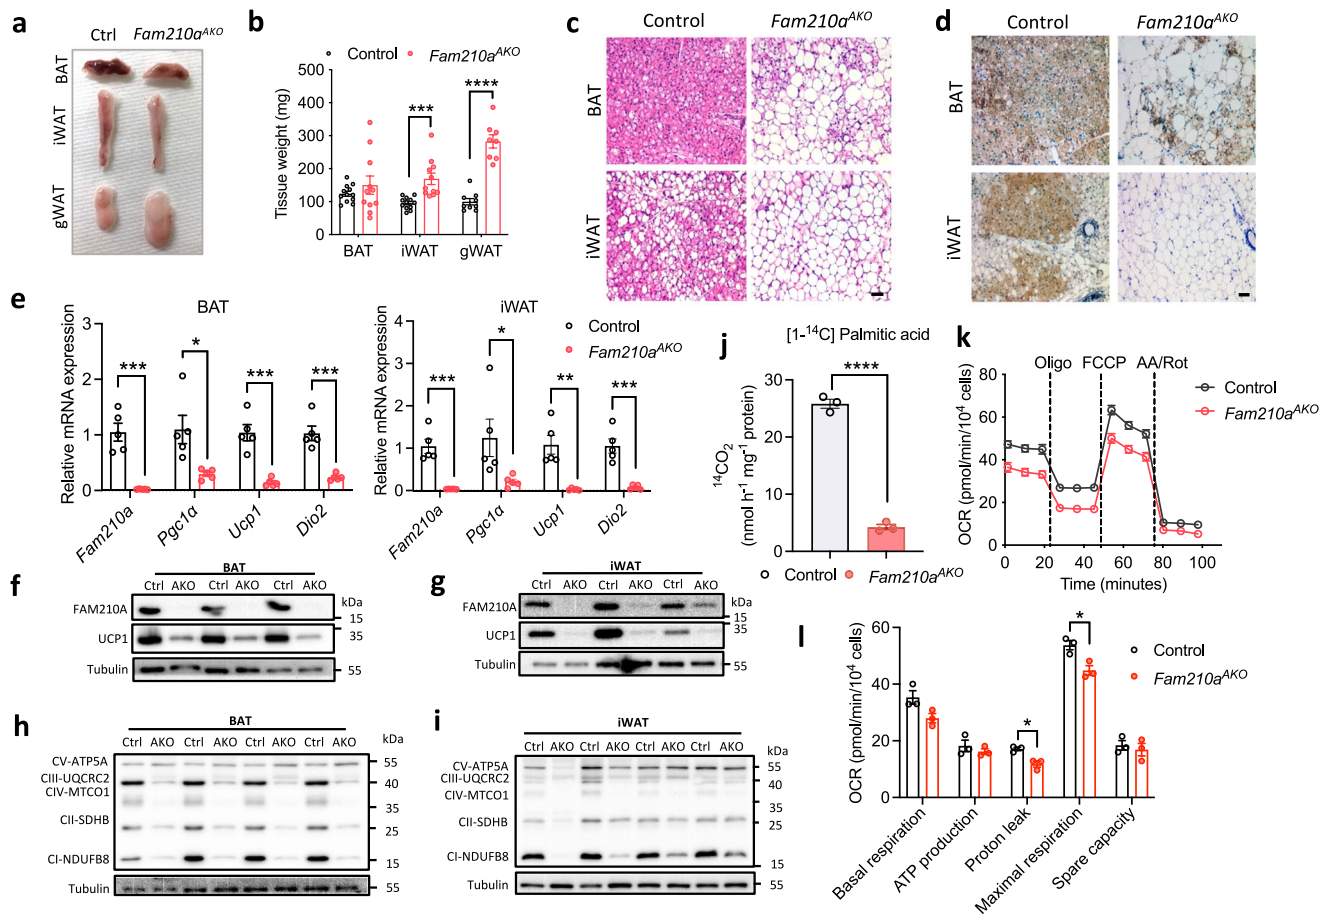 a
Ctrl Fam210a^AKO
BAT
iWAT
gWAT
b
Control Fam210a^AKO
Tissue weight (mg)
500
400
300
200
100
0
*** ****
BAT iWAT gWAT
c
Control Fam210a^AKO
BAT
iWAT
d
Control Fam210a^AKO
BAT
iWAT
e
BAT
Relative mRNA expression
3
2
1
0
*** * *** ***
Fam210a Pgc1α Ucp1 Dio2
iWAT
Control
Fam210a^AKO
Relative mRNA expression
4
3
2
1
0
*** * ** ***
Fam210a Pgc1α Ucp1 Dio2
j
[1-¹⁴C] Palmitic acid
¹⁴CO₂
(nmol h⁻¹ mg⁻¹ protein)
30
20
10
0
****
Control Fam210a^AKO
k
Oligo FCCP AA/Rot
Control
Fam210a^AKO
OCR (pmol/min/10⁴ cells)
80
60
40
20
0
0 20 40 60 80 100
Time (minutes)
f
BAT
Ctrl AKO Ctrl AKO Ctrl AKO
kDa
FAM210A
15
UCP1
35
Tubulin
55
g
iWAT
Ctrl AKO Ctrl AKO Ctrl AKO
kDa
FAM210A
15
UCP1
35
Tubulin
55
h
BAT
Ctrl AKO Ctrl AKO Ctrl AKO Ctrl AKO
kDa
CV-ATP5A
CIII-UQCRC2
CIV-MTCO1
CII-SDHB
CI-NDUFB8
55
40
35
25
15
Tubulin
55
i
iWAT
Ctrl AKO Ctrl AKO Ctrl AKO Ctrl AKO
kDa
CV-ATP5A
CIII-UQCRC2
CIV-MTCO1
CII-SDHB
CI-NDUFB8
55
40
35
25
15
Tubulin
55
l
Control
Fam210a^AKO
OCR (pmol/min/10⁴ cells)
60
40
20
0
* *
Basal respiration
ATP production
Proton leak
Maximal respiration
Spare capacity